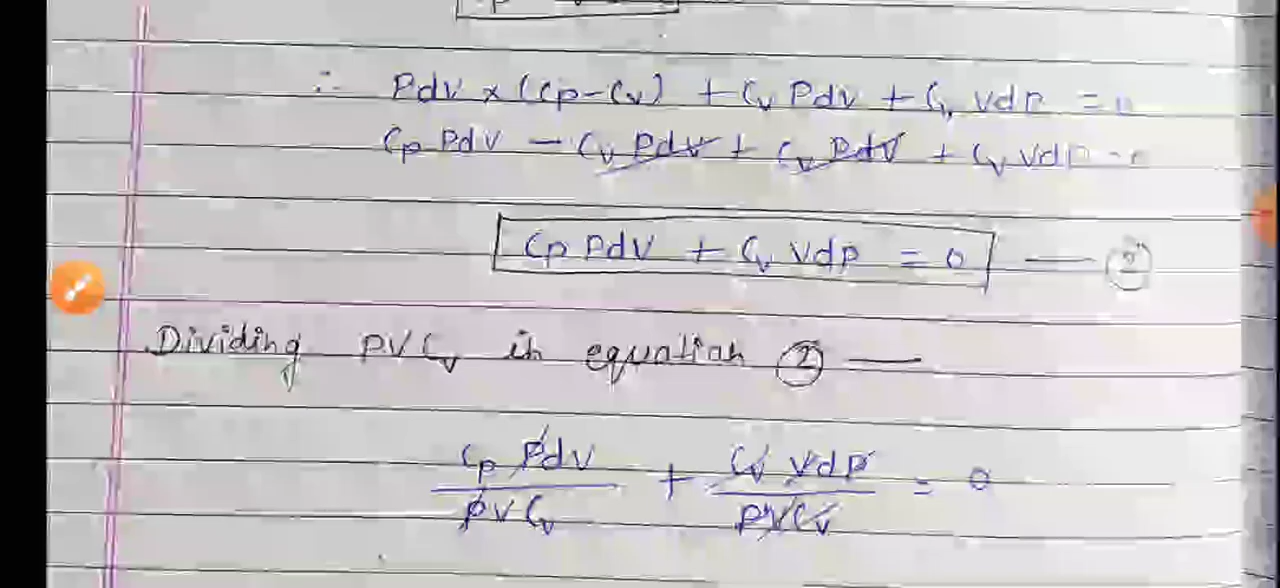 ∴ PdV × (Cp-Cv) + Cv PdV + Cv VdP = 0
Cp PdV - Cv PdV + Cv PdV + Cv VdP = 0
Cp PdV + Cv VdP = 0 — ②
Dividing PVCv in equation ② —
Cp PdV / PVCv + Cv VdP / PVCv = 0